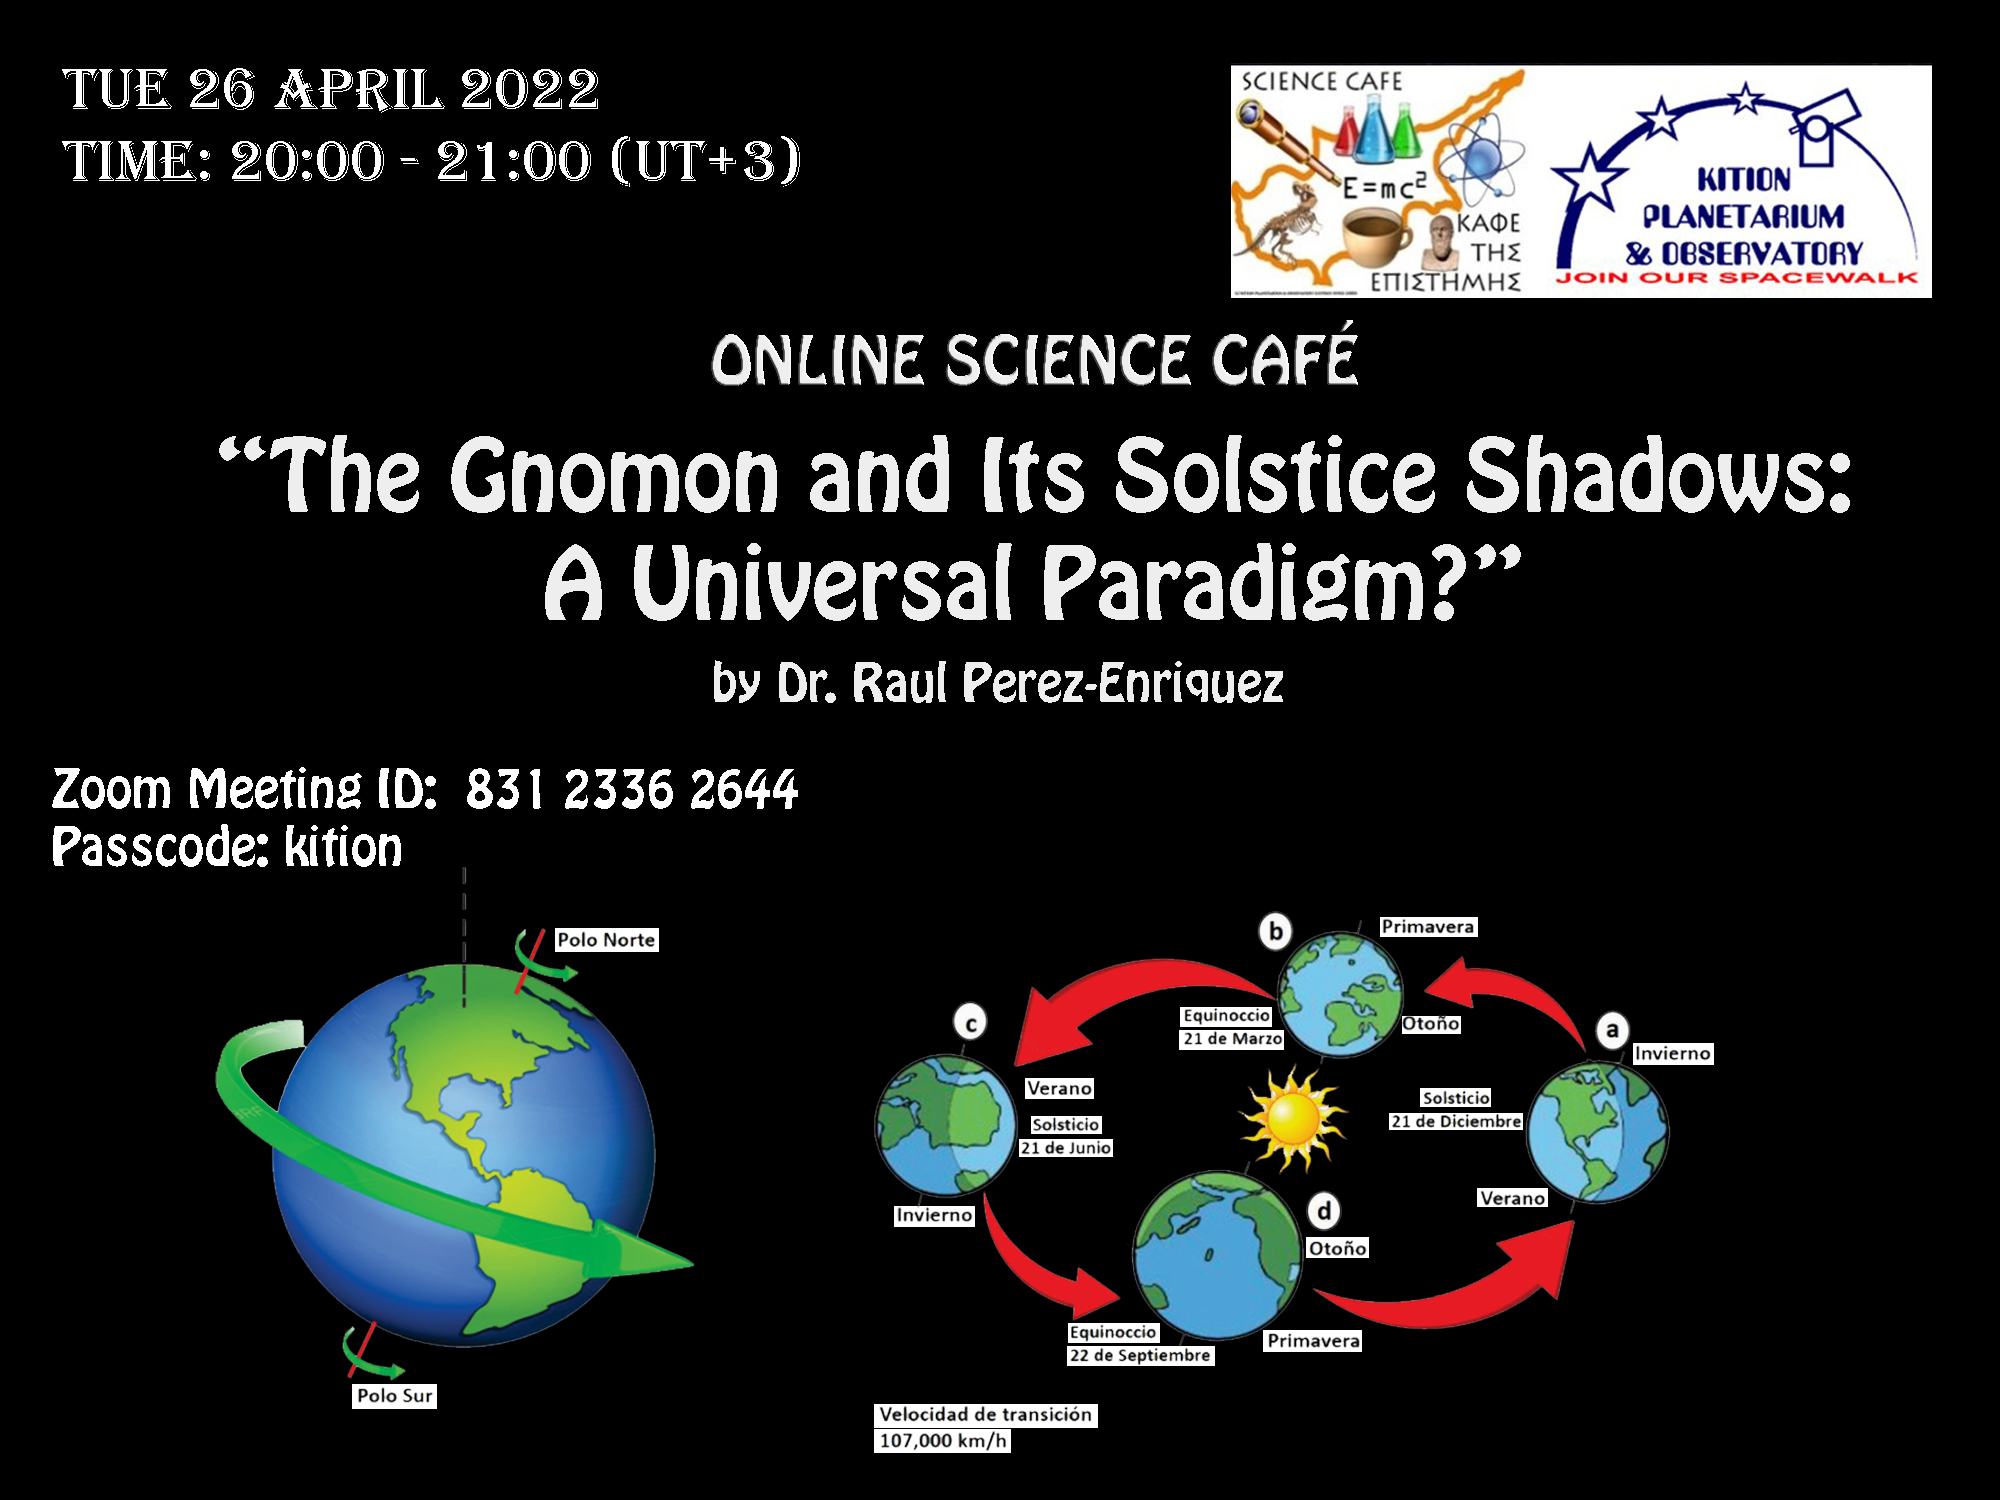 TUE 26 APRIL 2022
TIME: 20:00 - 21:00 (UT+3)
SCIENCE CAFE
E=mc²
ΚΑΦΕ
ΤΗΣ
ΕΠΙΣΤΗΜΗΣ
KITION
PLANETARIUM
& OBSERVATORY
JOIN OUR SPACEWALK
ONLINE SCIENCE CAFÉ
“The Gnomon and Its Solstice Shadows:
A Universal Paradigm?”
by Dr. Raul Perez-Enriquez
Zoom Meeting ID: 831 2336 2644
Passcode: kition
Polo Norte
Polo Sur
b
Primavera
Equinoccio
21 de Marzo
Otoño
a
Invierno
c
Verano
Solsticio
21 de Junio
Solsticio
21 de Diciembre
Verano
Invierno
d
Otoño
Equinoccio
22 de Septiembre
Primavera
Velocidad de transición
107,000 km/h